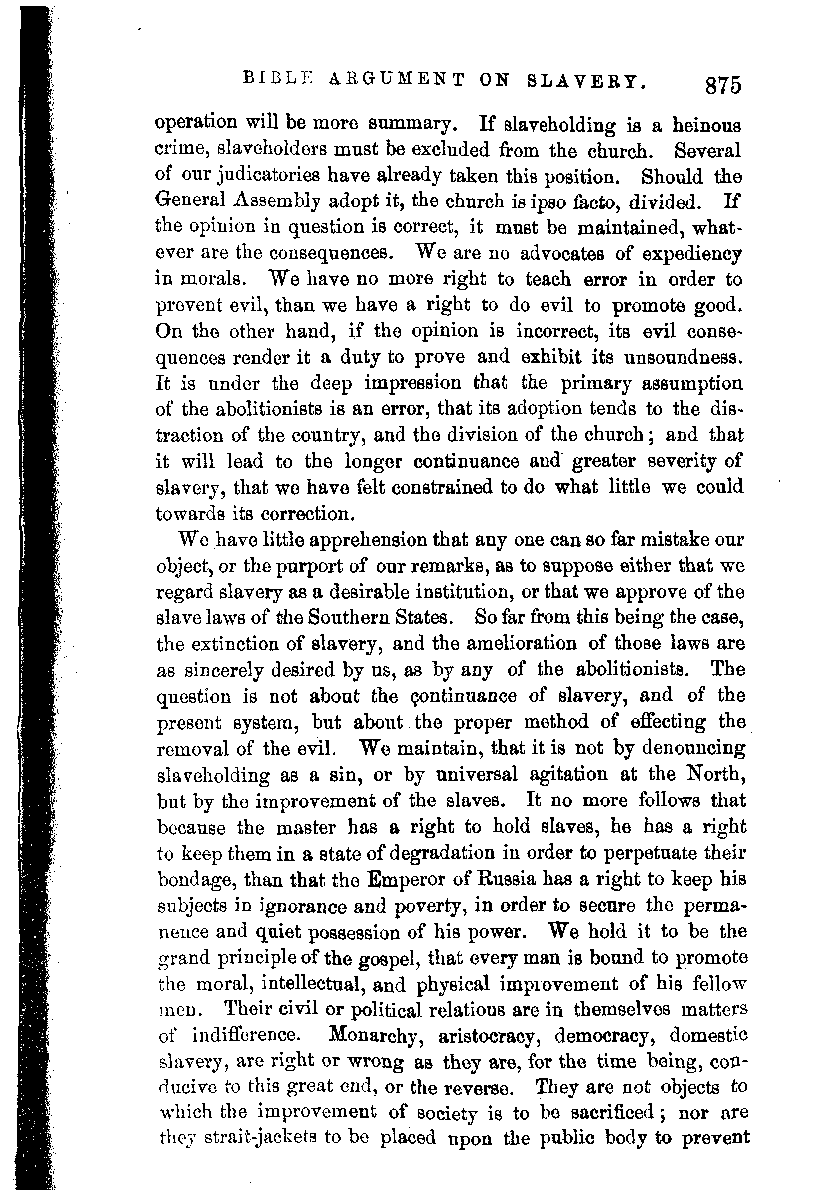 BIBLE ARGUMENT ON SLAVERY. 875
operation will be more summary. If slaveholding is a heinous
crime, slaveholders must be excluded from the church. Several
of our judicatories have already taken this position. Should the
General Assembly adopt it, the church is ipso facto, divided. If
the opinion in question is correct, it must be maintained, what-
ever are the consequences. We are no advocates of expediency
in morals. We have no more right to teach error in order to
prevent evil, than we have a right to do evil to promote good.
On the other hand, if the opinion is incorrect, its evil conse-
quences render it a duty to prove and exhibit its unsoundness.
It is under the deep impression that the primary assumption
of the abolitionists is an error, that its adoption tends to the dis-
traction of the country, and the division of the church; and that
it will lead to the longer continuance and greater severity of
slavery, that we have felt constrained to do what little we could
towards its correction.
We have little apprehension that any one can so far mistake our
object, or the purport of our remarks, as to suppose either that we
regard slavery as a desirable institution, or that we approve of the
slave laws of the Southern States. So far from this being the case,
the extinction of slavery, and the amelioration of those laws are
as sincerely desired by us, as by any of the abolitionists. The
question is not about the continuance of slavery, and of the
present system, but about the proper method of effecting the
removal of the evil. We maintain, that it is not by denouncing
slaveholding as a sin, or by universal agitation at the North,
but by the improvement of the slaves. It no more follows that
because the master has a right to hold slaves, he has a right
to keep them in a state of degradation in order to perpetuate their
bondage, than that the Emperor of Russia has a right to keep his
subjects in ignorance and poverty, in order to secure the perma-
nence and quiet possession of his power. We hold it to be the
grand principle of the gospel, that every man is bound to promote
the moral, intellectual, and physical improvement of his fellow
men. Their civil or political relations are in themselves matters
of indifference. Monarchy, aristocracy, democracy, domestic
slavery, are right or wrong as they are, for the time being, con-
ducive to this great end, or the reverse. They are not objects to
which the improvement of society is to be sacrificed; nor are
they strait-jackets to be placed upon the public body to prevent